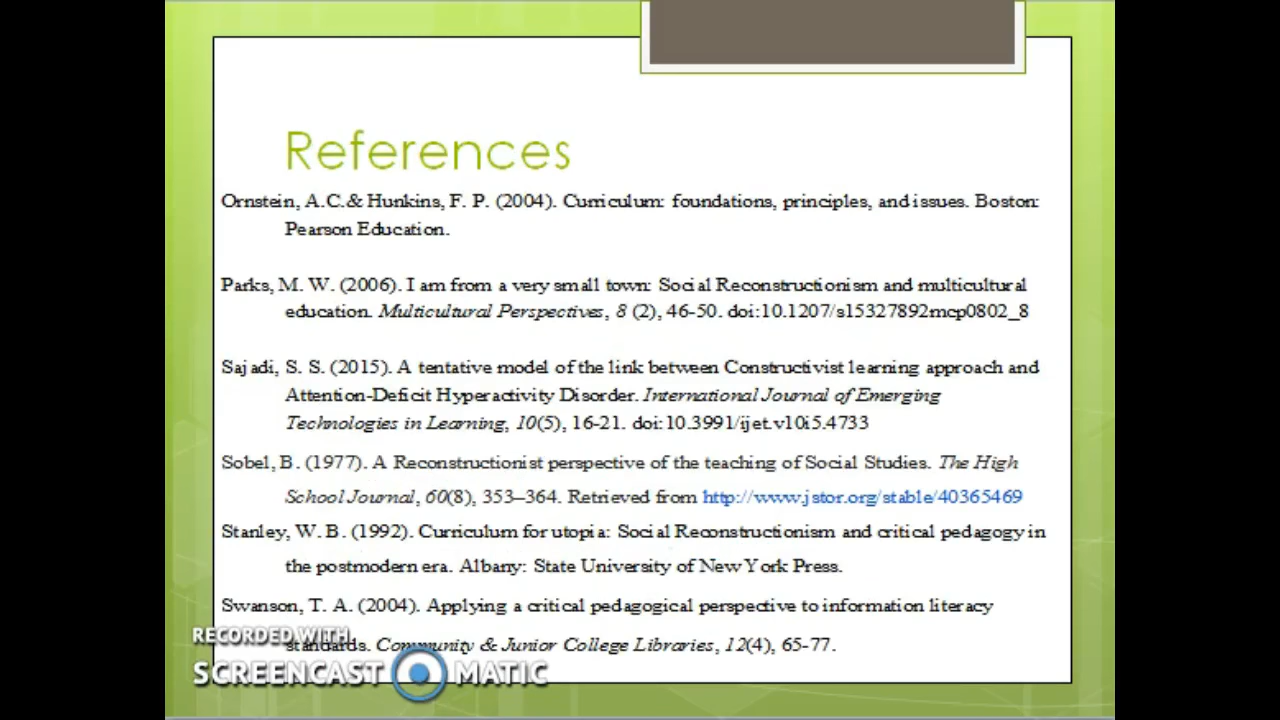 References
Ornstein, A.C.& Hunkins, F. P. (2004). Curriculum: foundations, principles, and issues. Boston:
Pearson Education.
Parks, M. W. (2006). I am from a very small town: Social Reconstructionism and multicultural
education. Multicultural Perspectives, 8 (2), 46-50. doi:10.1207/s15327892mcp0802_8
Sajadi, S. S. (2015). A tentative model of the link between Constructivist learning approach and
Attention-Deficit Hyperactivity Disorder. International Journal of Emerging
Technologies in Learning, 10(5), 16-21. doi:10.3991/ijet.v10i5.4733
Sobel, B. (1977). A Reconstructionist perspective of the teaching of Social Studies. The High
School Journal, 60(8), 353–364. Retrieved from http://www.jstor.org/stable/40365469
Stanley, W. B. (1992). Curriculum for utopia: Social Reconstructionism and critical pedagogy in
the postmodern era. Albany: State University of New York Press.
Swanson, T. A. (2004). Applying a critical pedagogical perspective to information literacy
standards. Community & Junior College Libraries, 12(4), 65-77.
RECORDED WITH
SCREENCAST MATIC